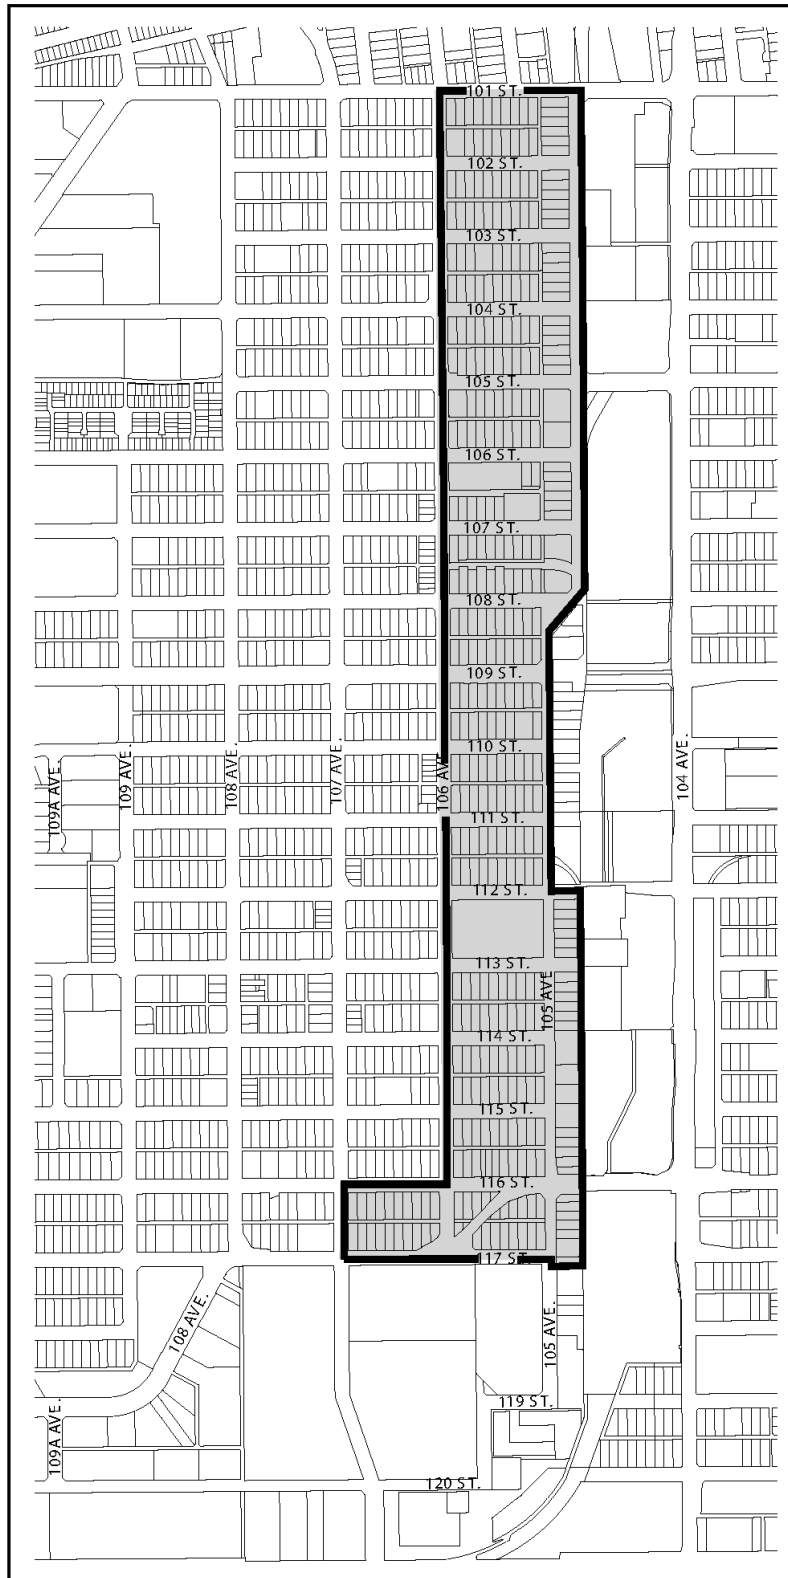 101 ST.
102 ST.
103 ST.
104 ST.
105 ST.
106 ST.
107 ST.
108 ST.
109 ST.
110 ST.
109A AVE.
109 AVE.
108 AVE.
107 AVE.
106 AVE.
104 AVE.
111 ST.
112 ST.
113 ST.
105 AVE.
114 ST.
115 ST.
116 ST.
117 ST.
108 AVE.
105 AVE.
119 ST.
109A AVE.
120 ST.